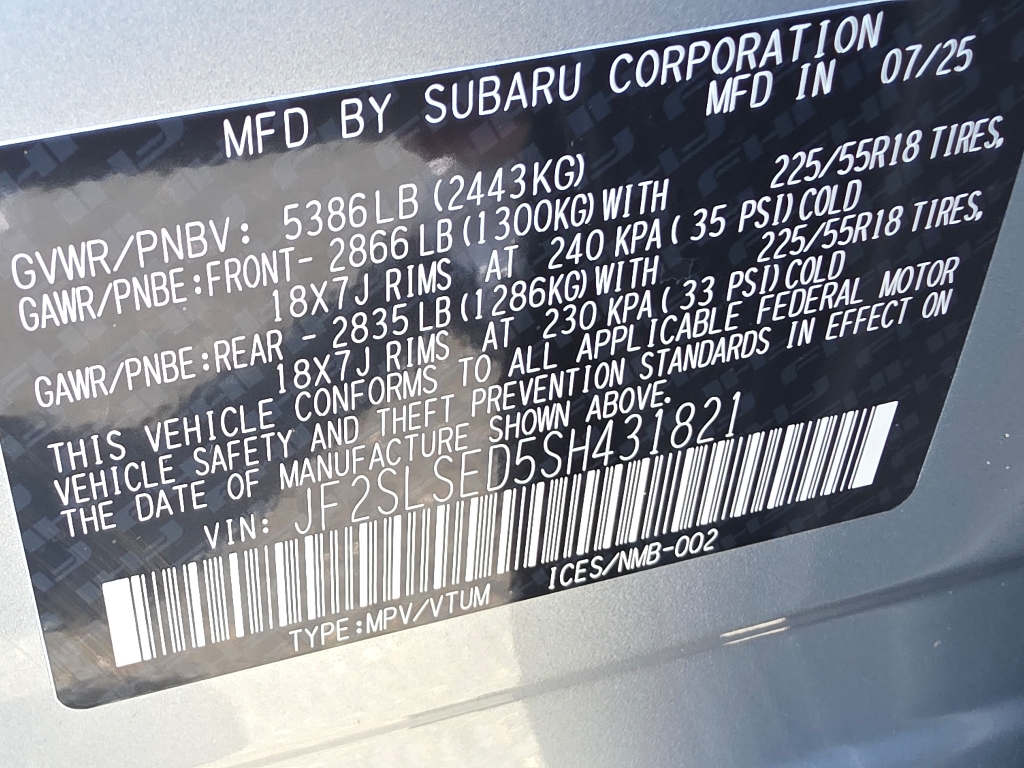 MFD BY SUBARU CORPORATION
MFD IN 07/25
GVWR/PNBV: 5386LB(2443KG)
GAWR/PNBE:FRONT- 2866LB(1300KG)WITH 225/55R18 TIRES,
18X7J RIMS AT 240 KPA( 35 PSI)COLD
GAWR/PNBE:REAR - 2835LB(1286KG)WITH 225/55R18 TIRES,
18X7J RIMS AT 230 KPA( 33 PSI)COLD
THIS VEHICLE CONFORMS TO ALL APPLICABLE FEDERAL MOTOR
VEHICLE SAFETY AND THEFT PREVENTION STANDARDS IN EFFECT ON
THE DATE OF MANUFACTURE SHOWN ABOVE.
VIN: JF2SLSED5SH431821
TYPE:MPV/VTUM ICES/NMB-002